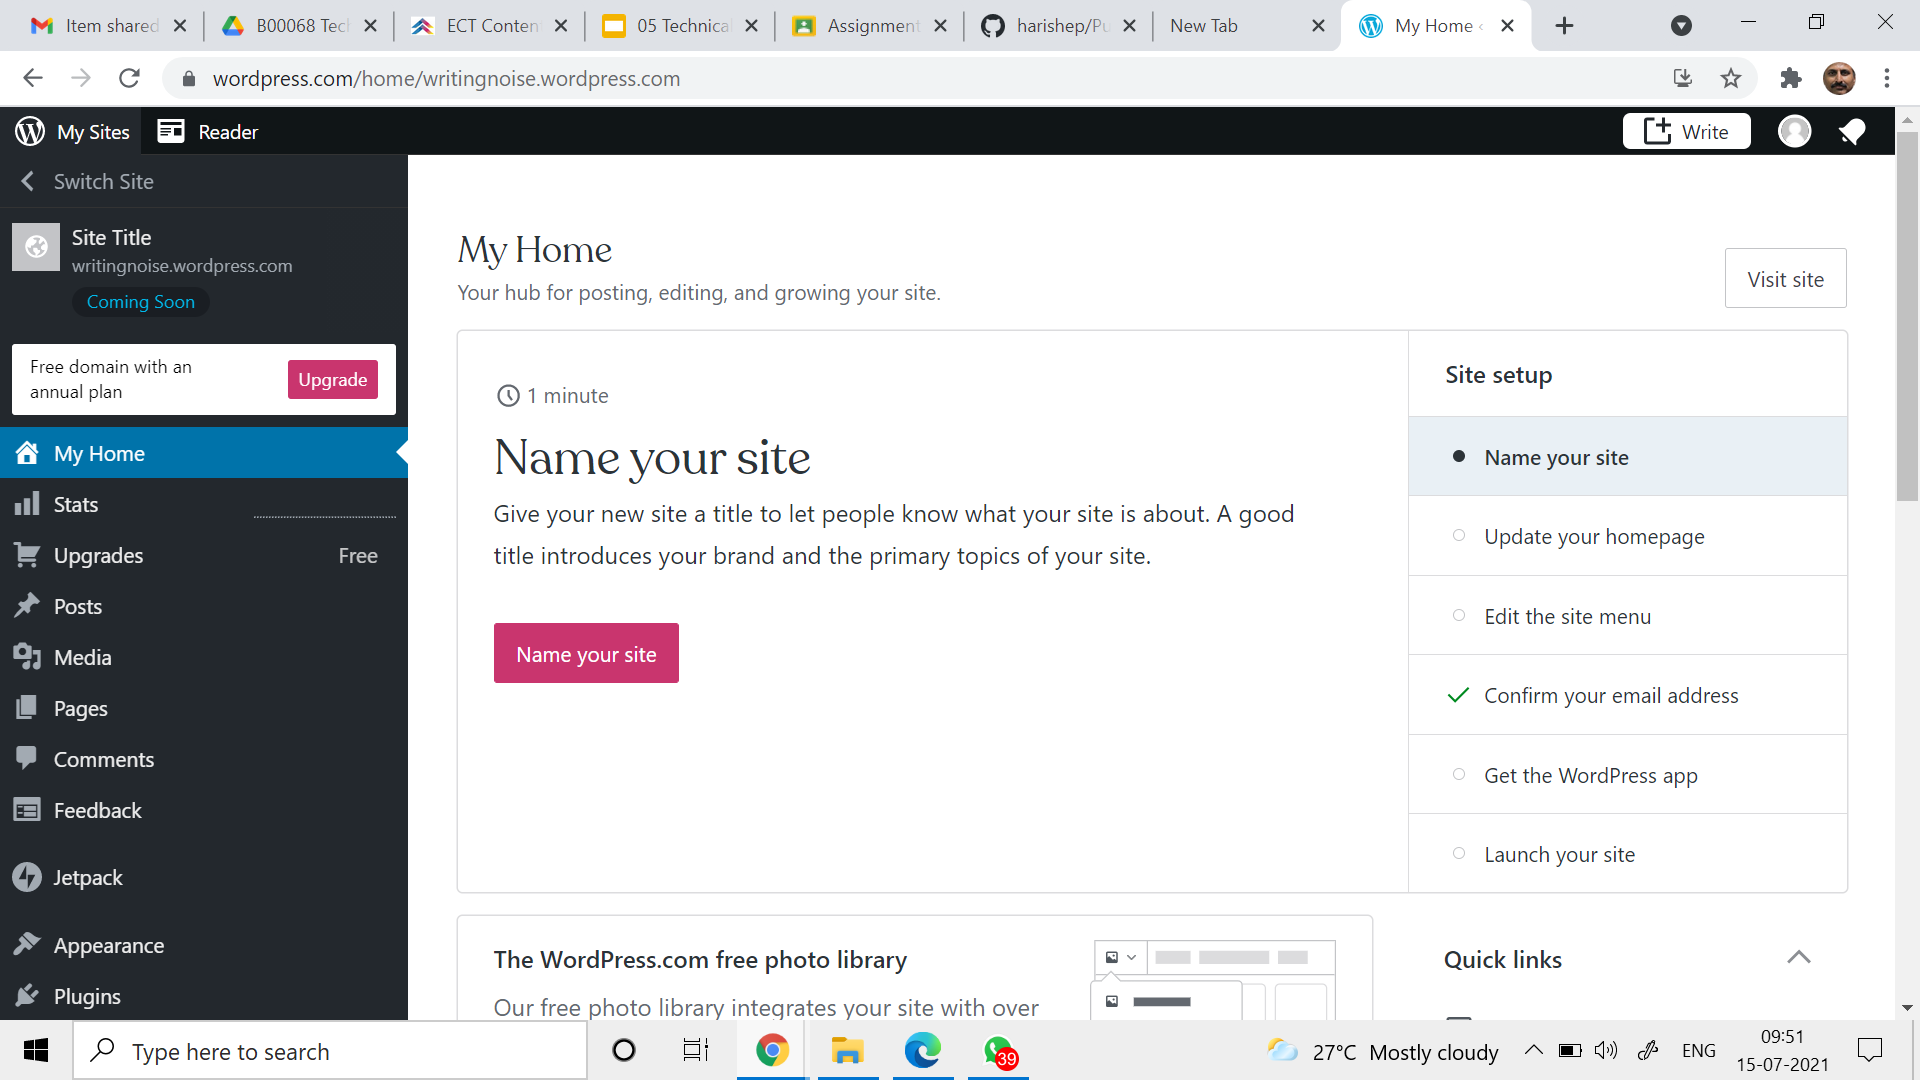 Item shared
B00068 Tech
ECT Conten
05 Technical
Assignment
harishep/Pu
New Tab
My Home
wordpress.com/home/writingnoise.wordpress.com
My Sites
Reader
Write
Switch Site
Site Title
writingnoise.wordpress.com
Coming Soon
Free domain with an
annual plan
Upgrade
My Home
Stats
Upgrades
Free
Posts
Media
Pages
Comments
Feedback
Jetpack
Appearance
Plugins
My Home
Your hub for posting, editing, and growing your site.
Visit site
1 minute
Name your site
Give your new site a title to let people know what your site is about. A good
title introduces your brand and the primary topics of your site.
Name your site
Site setup
Name your site
Update your homepage
Edit the site menu
Confirm your email address
Get the WordPress app
Launch your site
The WordPress.com free photo library
Our free photo library integrates your site with over
Quick links
Type here to search
39
27°C Mostly cloudy
ENG
09:51
15-07-2021